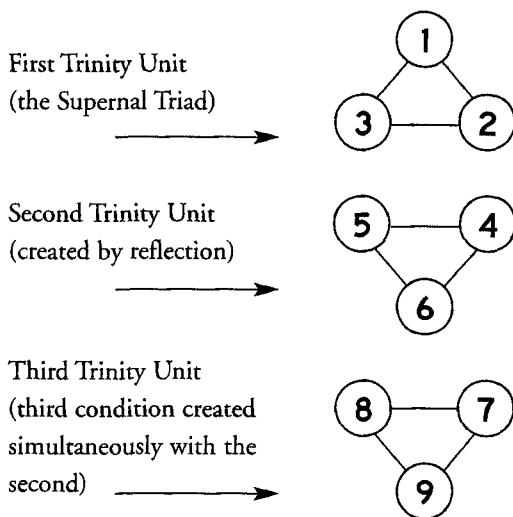 1
First Trinity Unit
(the Supernal Triad)
3 2
Second Trinity Unit
5 4
(created by reflection)
6
Third Trinity Unit
(third condition created
8 7
simultaneously with the
second)
9